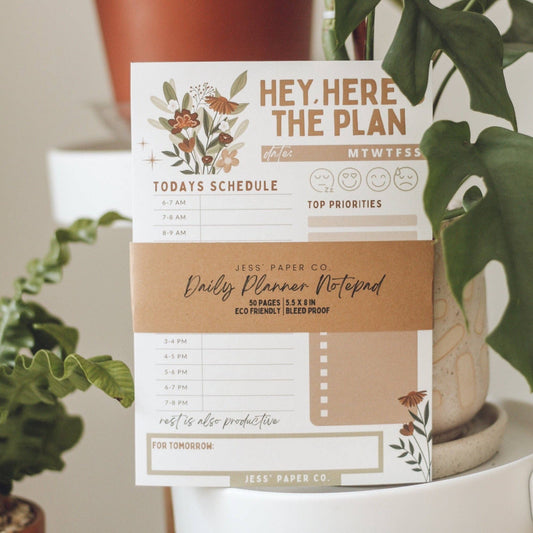 HEY, HERE'
THE PLAN
date:
MTWTFSS
zz
TODAYS SCHEDULE
TOP PRIORITIES
6-7 AM
7-8 AM
8-9 AM
JESS' PAPER CO.
Daily Planner Notepad
50 PAGES | 5.5 X 8 IN
ECO FRIENDLY | BLEED PROOF
3-4 PM
4-5 PM
5-6 PM
6-7 PM
7-8 PM
rest is also productive
FOR TOMORROW:
JESS' PAPER CO.